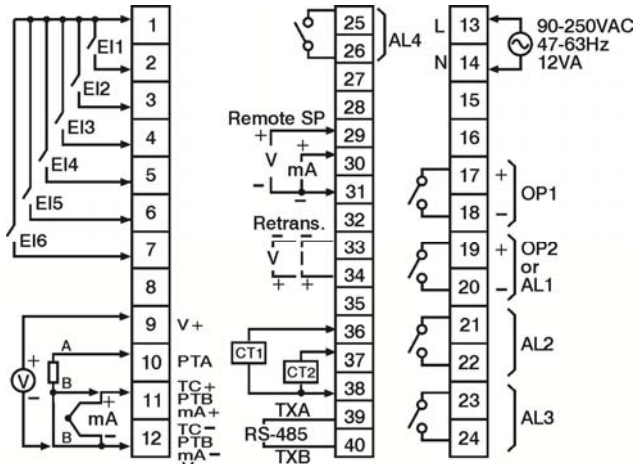 1
2
3
4
5
6
7
8
9
10
11
12
EI1
EI2
EI3
EI4
EI5
EI6
V+
PTA
TC+
PTB
mA+
TC−
PTB
mA−
+
V
−
A
B
B
+
mA
−
25
26
27
28
29
30
31
32
33
34
35
36
37
38
39
40
AL4
Remote SP
+
V
−
+
mA
−
Retrans.
−
−
V
+
+
CT1
CT2
TXA
RS-485
TXB
13
14
15
16
17
18
19
20
21
22
23
24
L
N
90-250VAC
47-63Hz
12VA
+
−
OP1
+
−
OP2
or
AL1
AL2
AL3